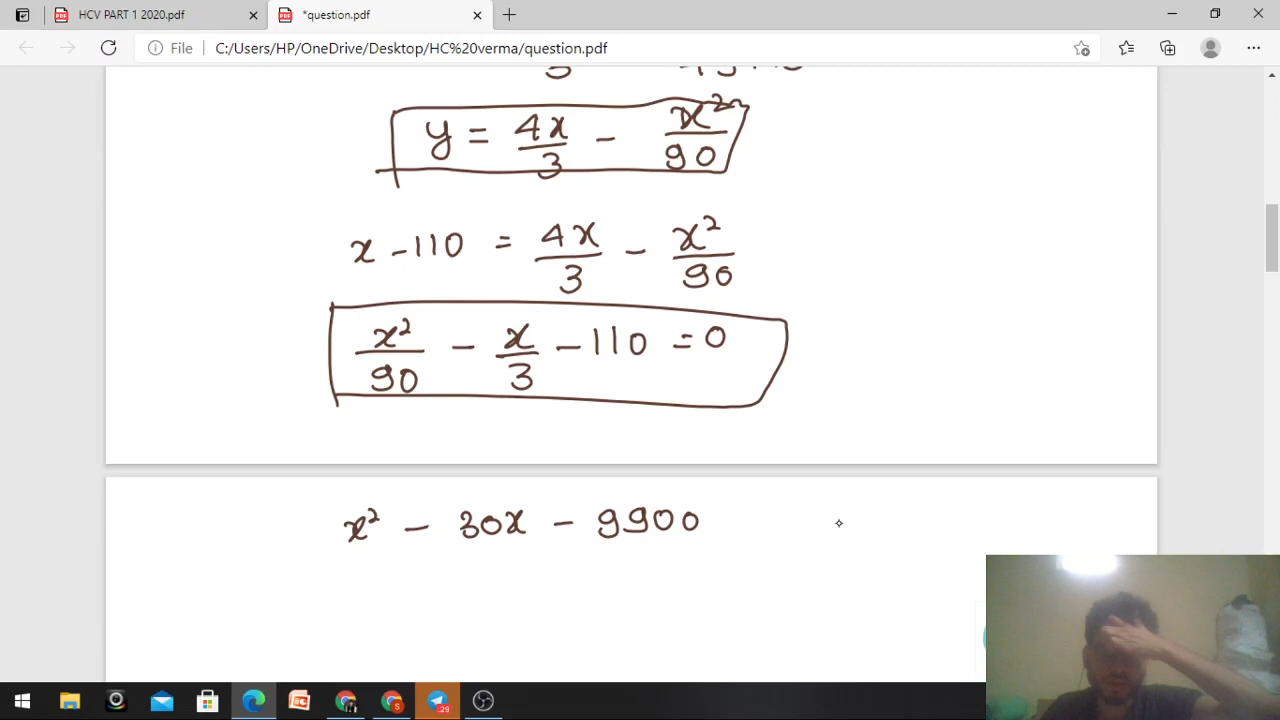 HCV PART 1 2020.pdf
*question.pdf
File
C:/Users/HP/OneDrive/Desktop/HC%20verma/question.pdf
y = 4x/3 - x²/90
x - 110 = 4x/3 - x²/90
x²/90 - x/3 - 110 = 0
x² - 30x - 9900
29